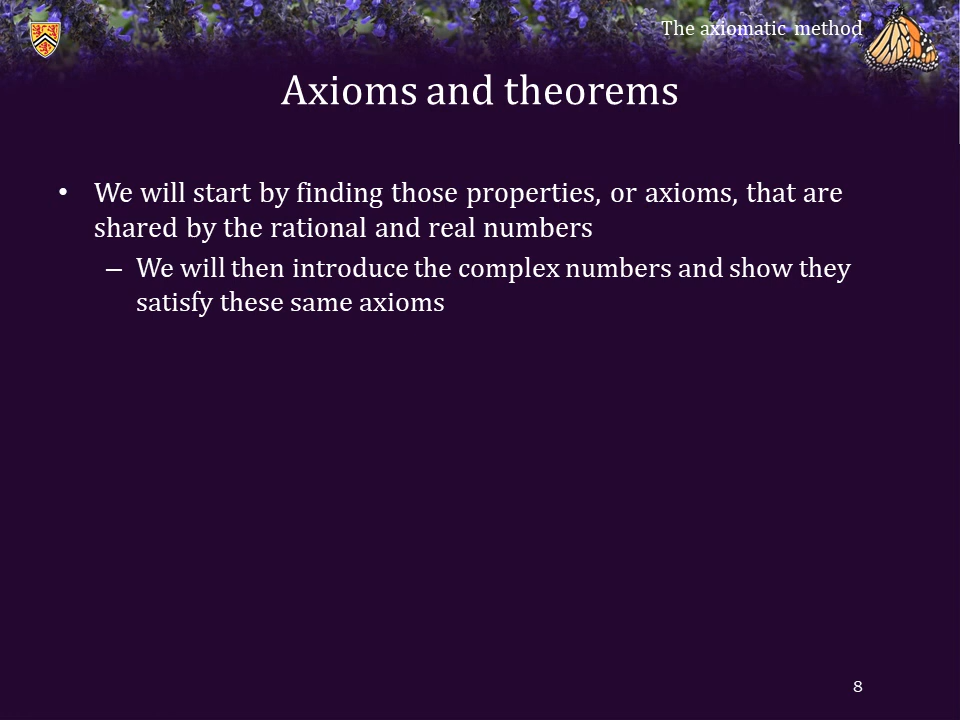 The axiomatic method
Axioms and theorems
• We will start by finding those properties, or axioms, that are
shared by the rational and real numbers
– We will then introduce the complex numbers and show they
satisfy these same axioms
8